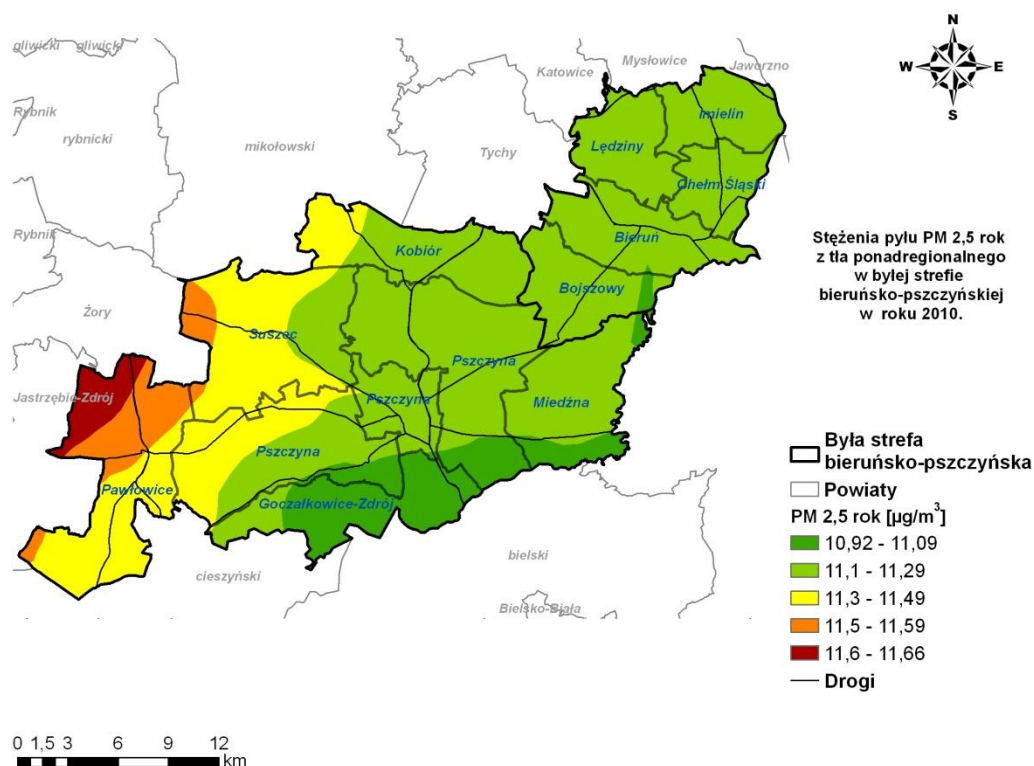 N
W E
S
gliwicki gliwicki
Mysłowice
Katowice
Jaworzno
Rybnik
rybnicki
mikołowski
Tychy
Imielin
Lędziny
Chełm Śląski
Rybnik
Kobiór
Bieruń
Bojszowy
Żory
Suszec
Pszczyna
Jastrzębie-Zdrój
Pszczyna
Miedźna
Pszczyna
Pawłowice
Goczałkowice-Zdrój
bielski
cieszyński
Bielsko-Biała
Stężenia pyłu PM 2,5 rok
z tła ponadregionalnego
w byłej strefie
bieruńsko-pszczyńskiej
w roku 2010.
Była strefa
bieruńsko-pszczyńska
Powiaty
PM 2,5 rok [µg/m³]
10,92 - 11,09
11,1 - 11,29
11,3 - 11,49
11,5 - 11,59
11,6 - 11,66
Drogi
0 1,5 3 6 9 12
km